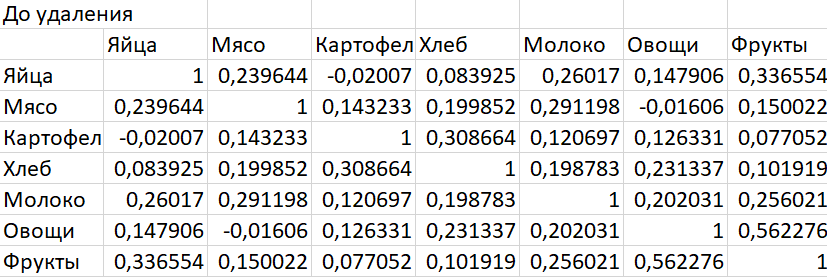 До удаления
Яйца Мясо Картофел Хлеб Молоко Овощи Фрукты
Яйца 1 0,239644 -0,02007 0,083925 0,26017 0,147906 0,336554
Мясо 0,239644 1 0,143233 0,199852 0,291198 -0,01606 0,150022
Картофел -0,02007 0,143233 1 0,308664 0,120697 0,126331 0,077052
Хлеб 0,083925 0,199852 0,308664 1 0,198783 0,231337 0,101919
Молоко 0,26017 0,291198 0,120697 0,198783 1 0,202031 0,256021
Овощи 0,147906 -0,01606 0,126331 0,231337 0,202031 1 0,562276
Фрукты 0,336554 0,150022 0,077052 0,101919 0,256021 0,562276 1